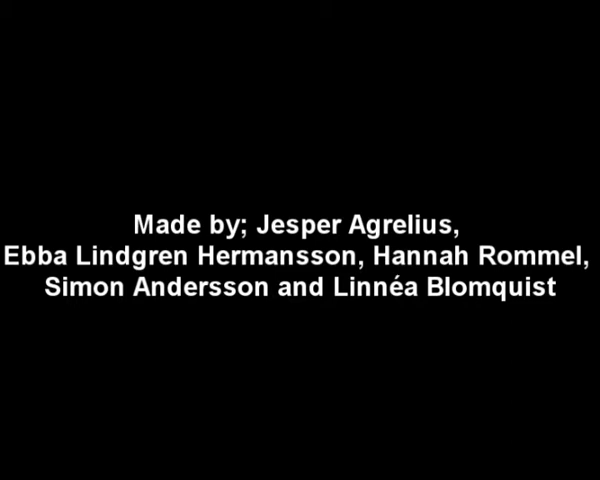 Made by; Jesper Agrelius,
Ebba Lindgren Hermansson, Hannah Rommel,
Simon Andersson and Linnéa Blomquist